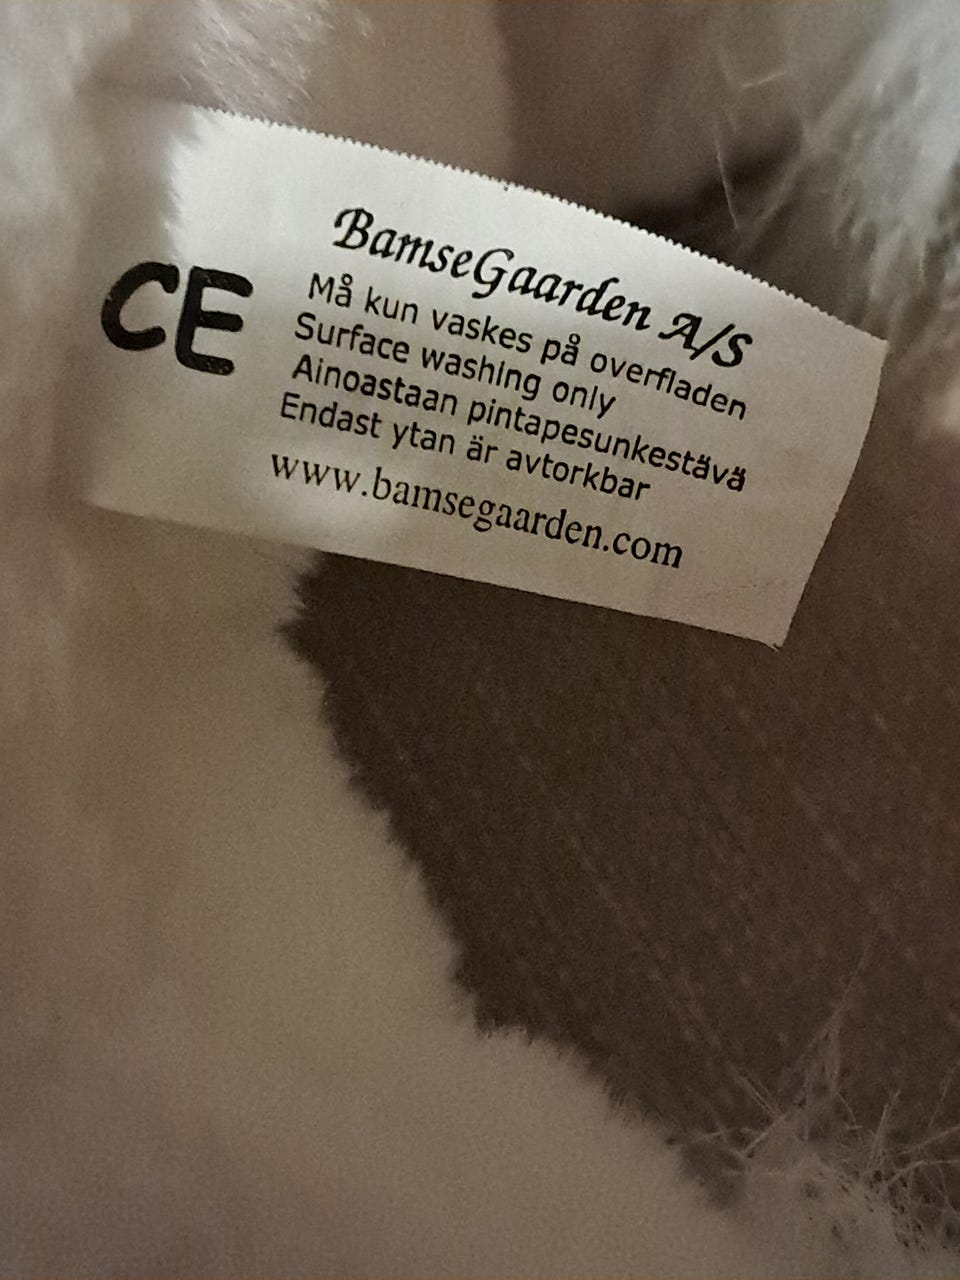 BamseGaarden A/S
CE
Må kun vaskes på overfladen
Surface washing only
Ainoastaan pintapesunkestävä
Endast ytan är avtorkbar
www.bamsegaarden.com